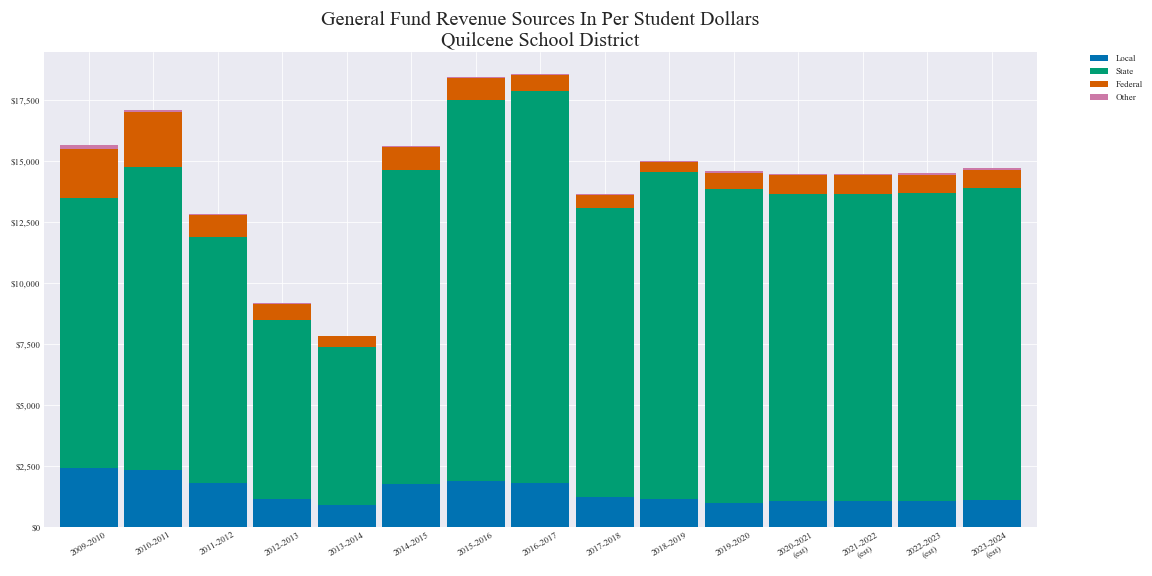 General Fund Revenue Sources In Per Student Dollars
Quilcene School District
Local
State
Federal
Other
$17,500
$15,000
$12,500
$10,000
$7,500
$5,000
$2,500
$0
2009-2010
2010-2011
2011-2012
2012-2013
2013-2014
2014-2015
2015-2016
2016-2017
2017-2018
2018-2019
2019-2020
2020-2021
(est)
2021-2022
(est)
2022-2023
(est)
2023-2024
(est)